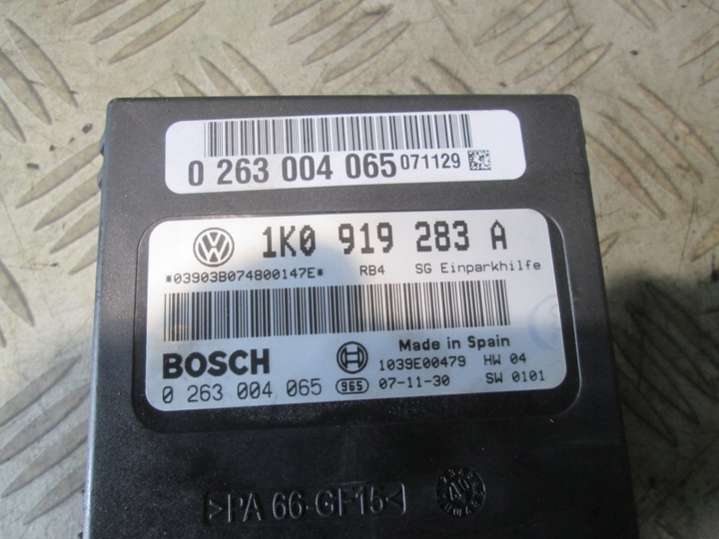 0 263 004 065 071129
1K0 919 283 A
*03903B074800147E* RB4 SG Einparkhilfe
Made in Spain
BOSCH 1039E00479 HW 04
0 263 004 065 965 07-11-30 SW 0101
>PA 66-GF15<